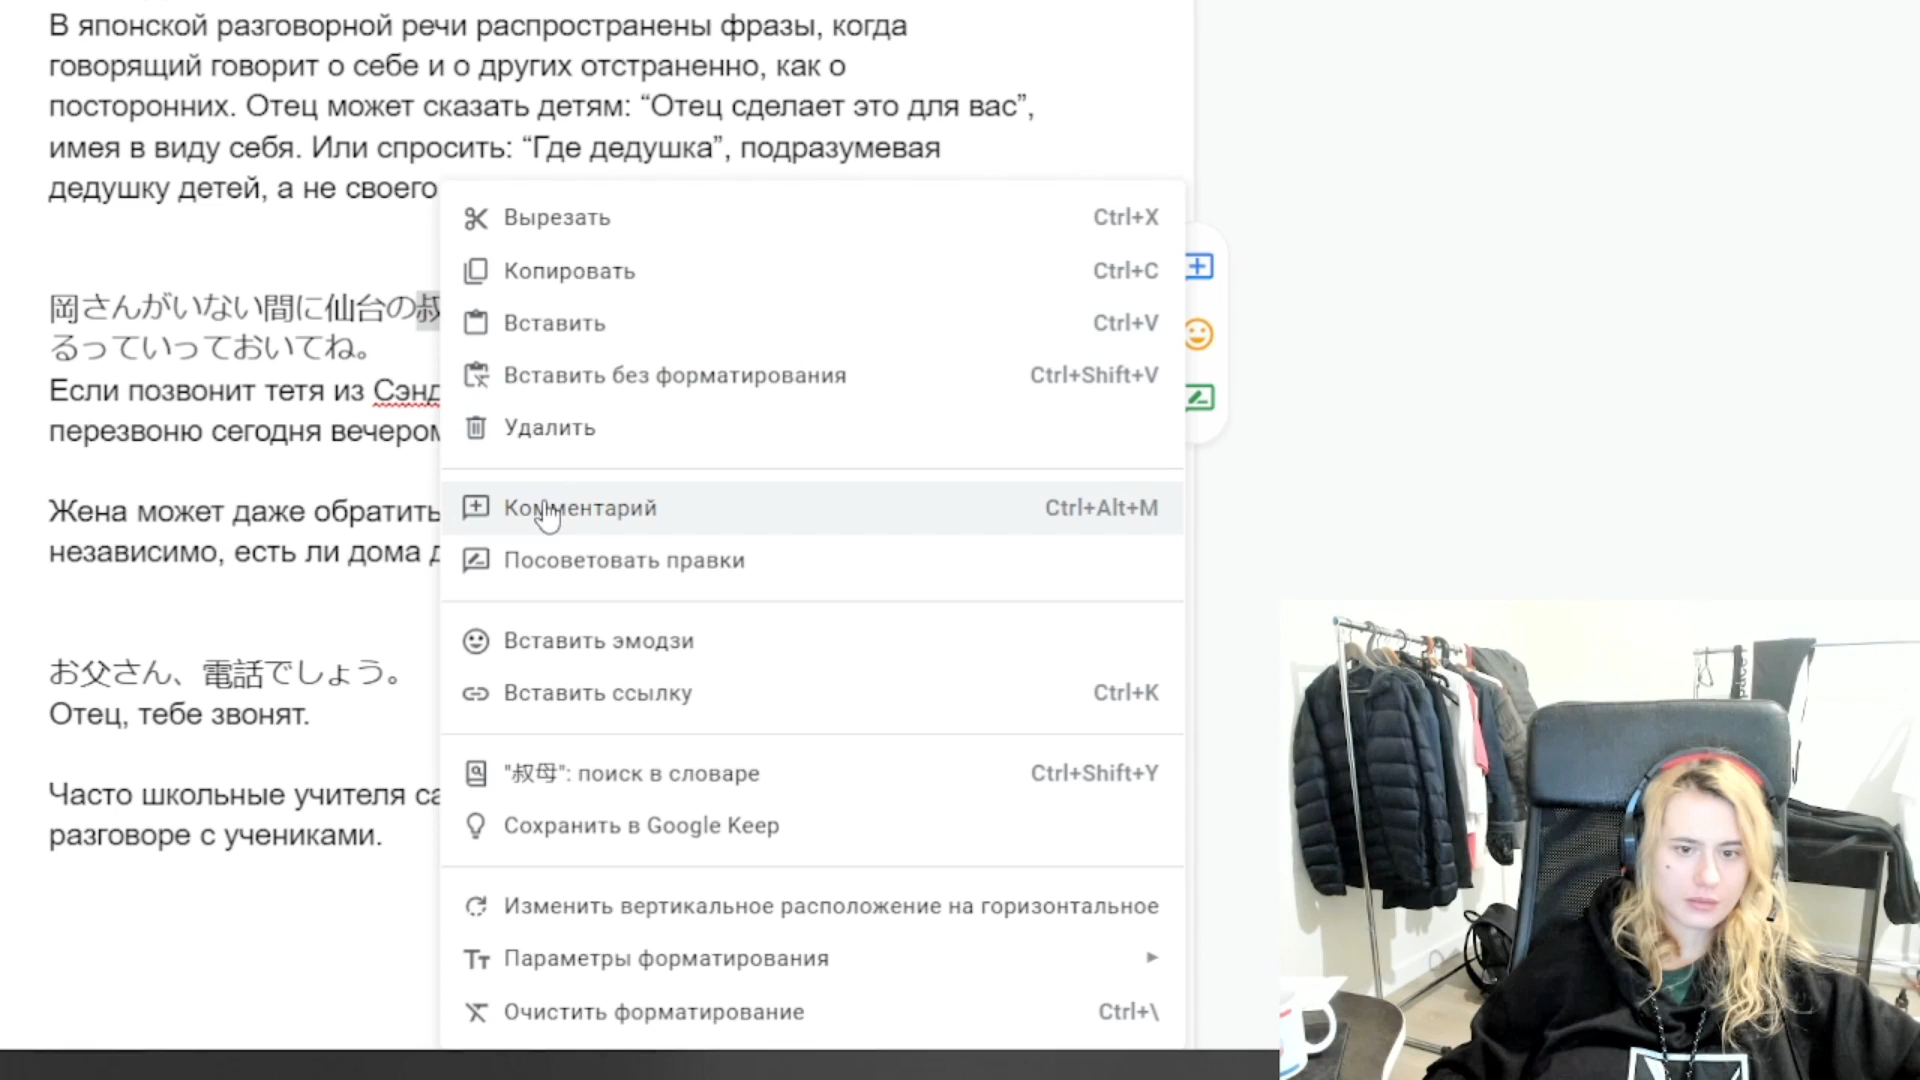 В японской разговорной речи распространены фразы, когда
говорящий говорит о себе и о других отстраненно, как о
посторонних. Отец может сказать детям: “Отец сделает это для вас”,
имея в виду себя. Или спросить: “Где дедушка”, подразумевая
дедушку детей, а не своего
Вырезать Ctrl+X
Копировать Ctrl+C
岡さんがいない間に仙台の叔
Вставить Ctrl+V
るっていっておいてね。
Вставить без форматирования Ctrl+Shift+V
Если позвонит тетя из Сэнд
перезвоню сегодня вечером
Удалить
Жена может даже обратить
Комментарий Ctrl+Alt+M
независимо, есть ли дома д
Посоветовать правки
Вставить эмодзи
お父さん、電話でしょう。
Вставить ссылку Ctrl+K
Отец, тебе звонят.
"叔母": поиск в словаре Ctrl+Shift+Y
Часто школьные учителя са
Сохранить в Google Keep
разговоре с учениками.
Изменить вертикальное расположение на горизонтальное
Параметры форматирования
Очистить форматирование Ctrl+\